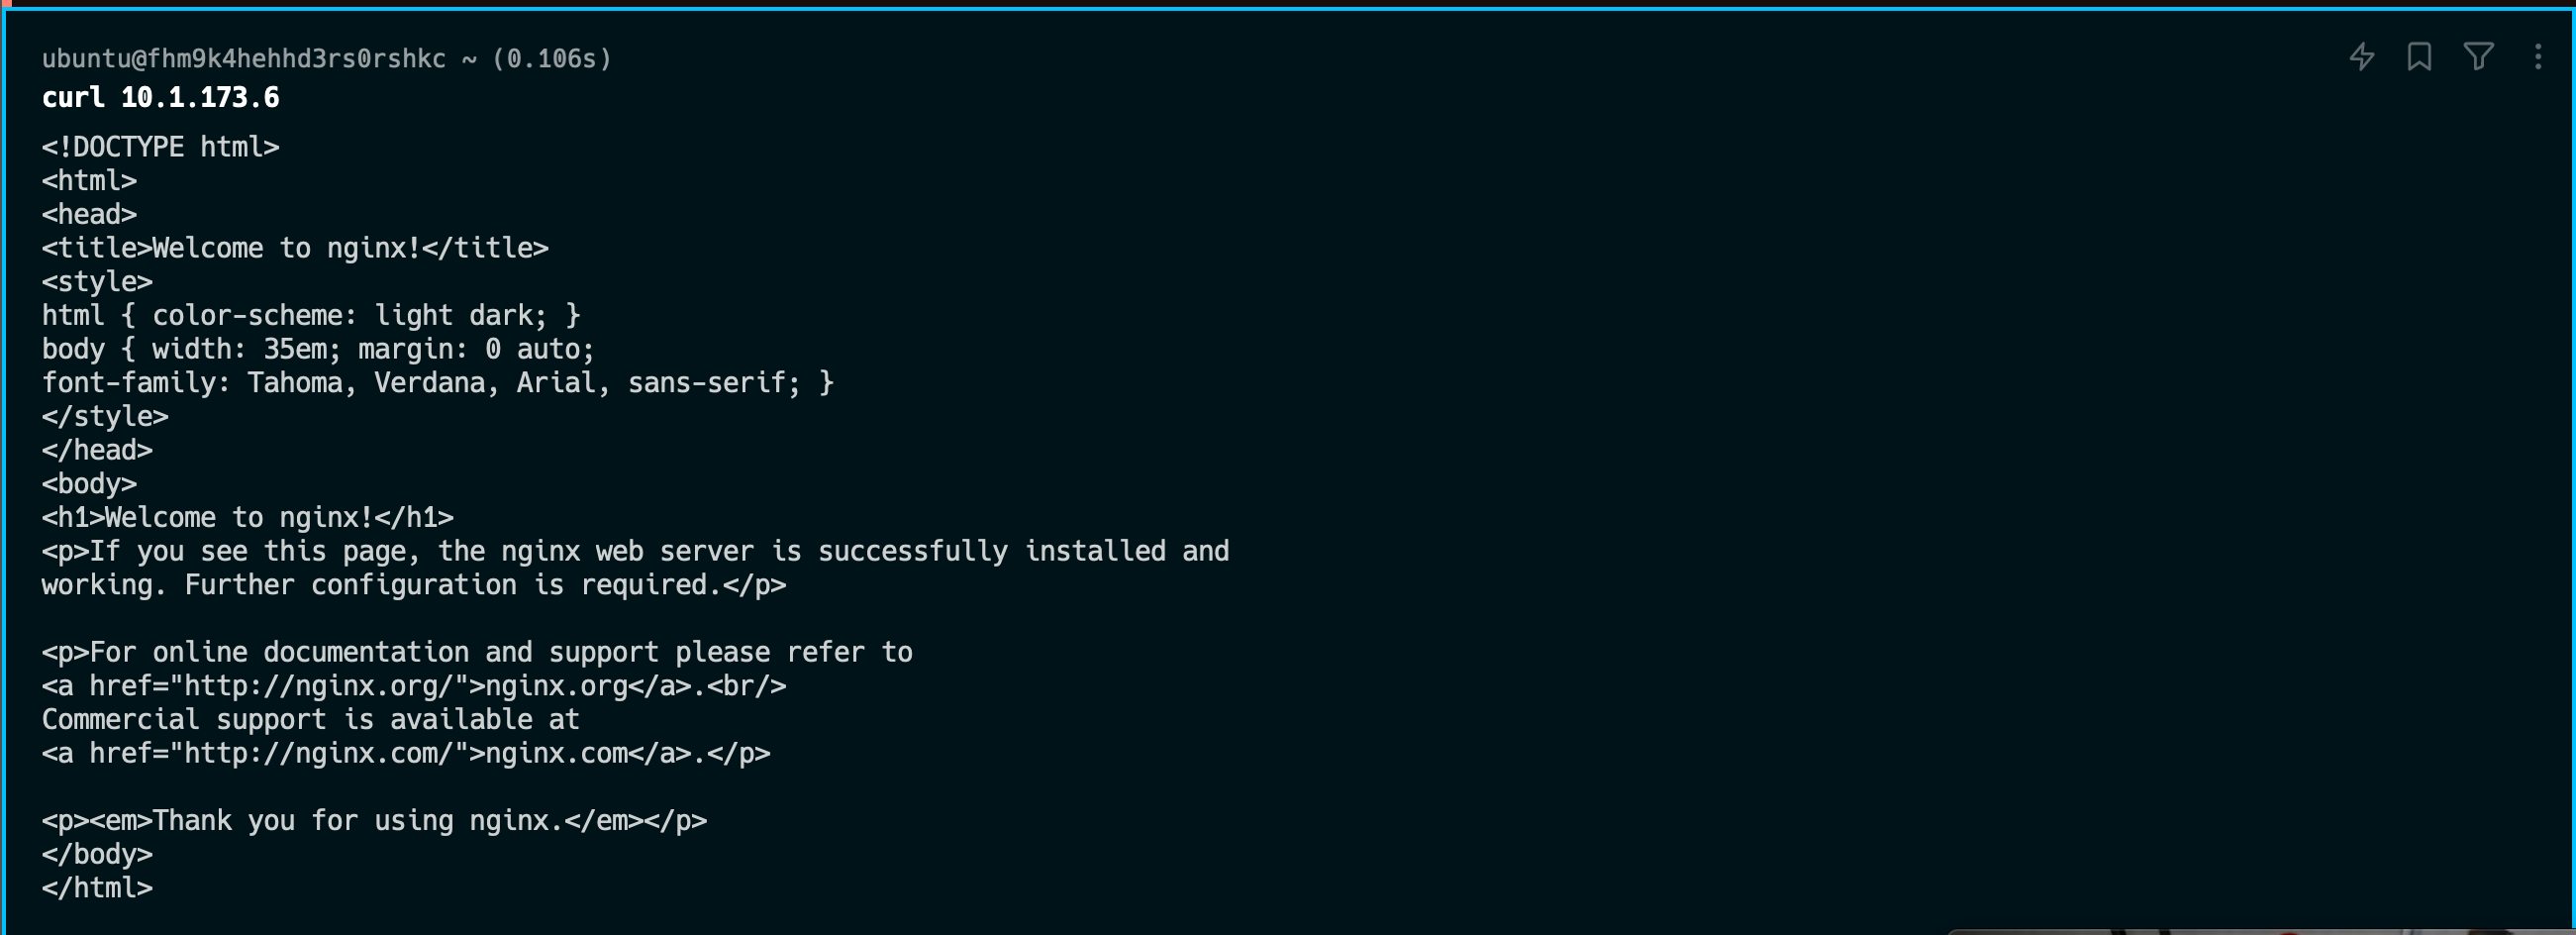 ubuntu@fhm9k4hehhd3rs0rshkc ~ (0.106s)
curl 10.1.173.6
<!DOCTYPE html>
<html>
<head>
<title>Welcome to nginx!</title>
<style>
html { color-scheme: light dark; }
body { width: 35em; margin: 0 auto;
font-family: Tahoma, Verdana, Arial, sans-serif; }
</style>
</head>
<body>
<h1>Welcome to nginx!</h1>
<p>If you see this page, the nginx web server is successfully installed and
working. Further configuration is required.</p>

<p>For online documentation and support please refer to
<a href="http://nginx.org/">nginx.org</a>.<br/>
Commercial support is available at
<a href="http://nginx.com/">nginx.com</a>.</p>

<p><em>Thank you for using nginx.</em></p>
</body>
</html>